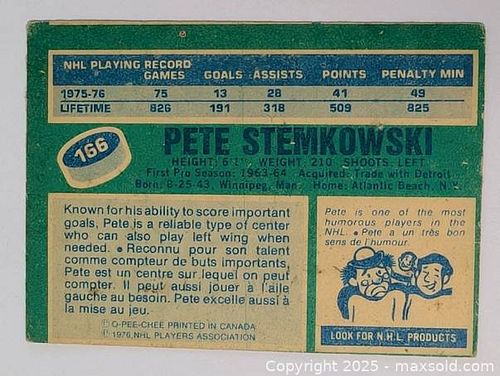 NHL PLAYING RECORD
GAMES GOALS ASSISTS POINTS PENALTY MIN
1975-76 75 13 28 41 49
LIFETIME 826 191 318 509 825
166
PETE STEMKOWSKI
HEIGHT: 6'1" WEIGHT: 210 SHOOTS: LEFT
First Pro Season: 1963-64 Acquired: Trade with Detroit
Born: 8-25-43, Winnipeg, Man. Home: Atlantic Beach, N.Y.
Known for his ability to score important
goals, Pete is a reliable type of center
who can also play left wing when
needed. • Reconnu pour son talent
comme compteur de buts importants,
Pete est un centre sur lequel on peut
compter. Il peut aussi jouer à l'aile
gauche au besoin. Pete excelle aussi à
la mise au jeu.
© O-PEE-CHEE PRINTED IN CANADA
© 1976 NHL PLAYERS ASSOCIATION
Pete is one of the most
humorous players in the
NHL. • Pete a un très bon
sens de l'humour.
LOOK FOR N.H.L. PRODUCTS
Copyright 2025 - maxsold.com